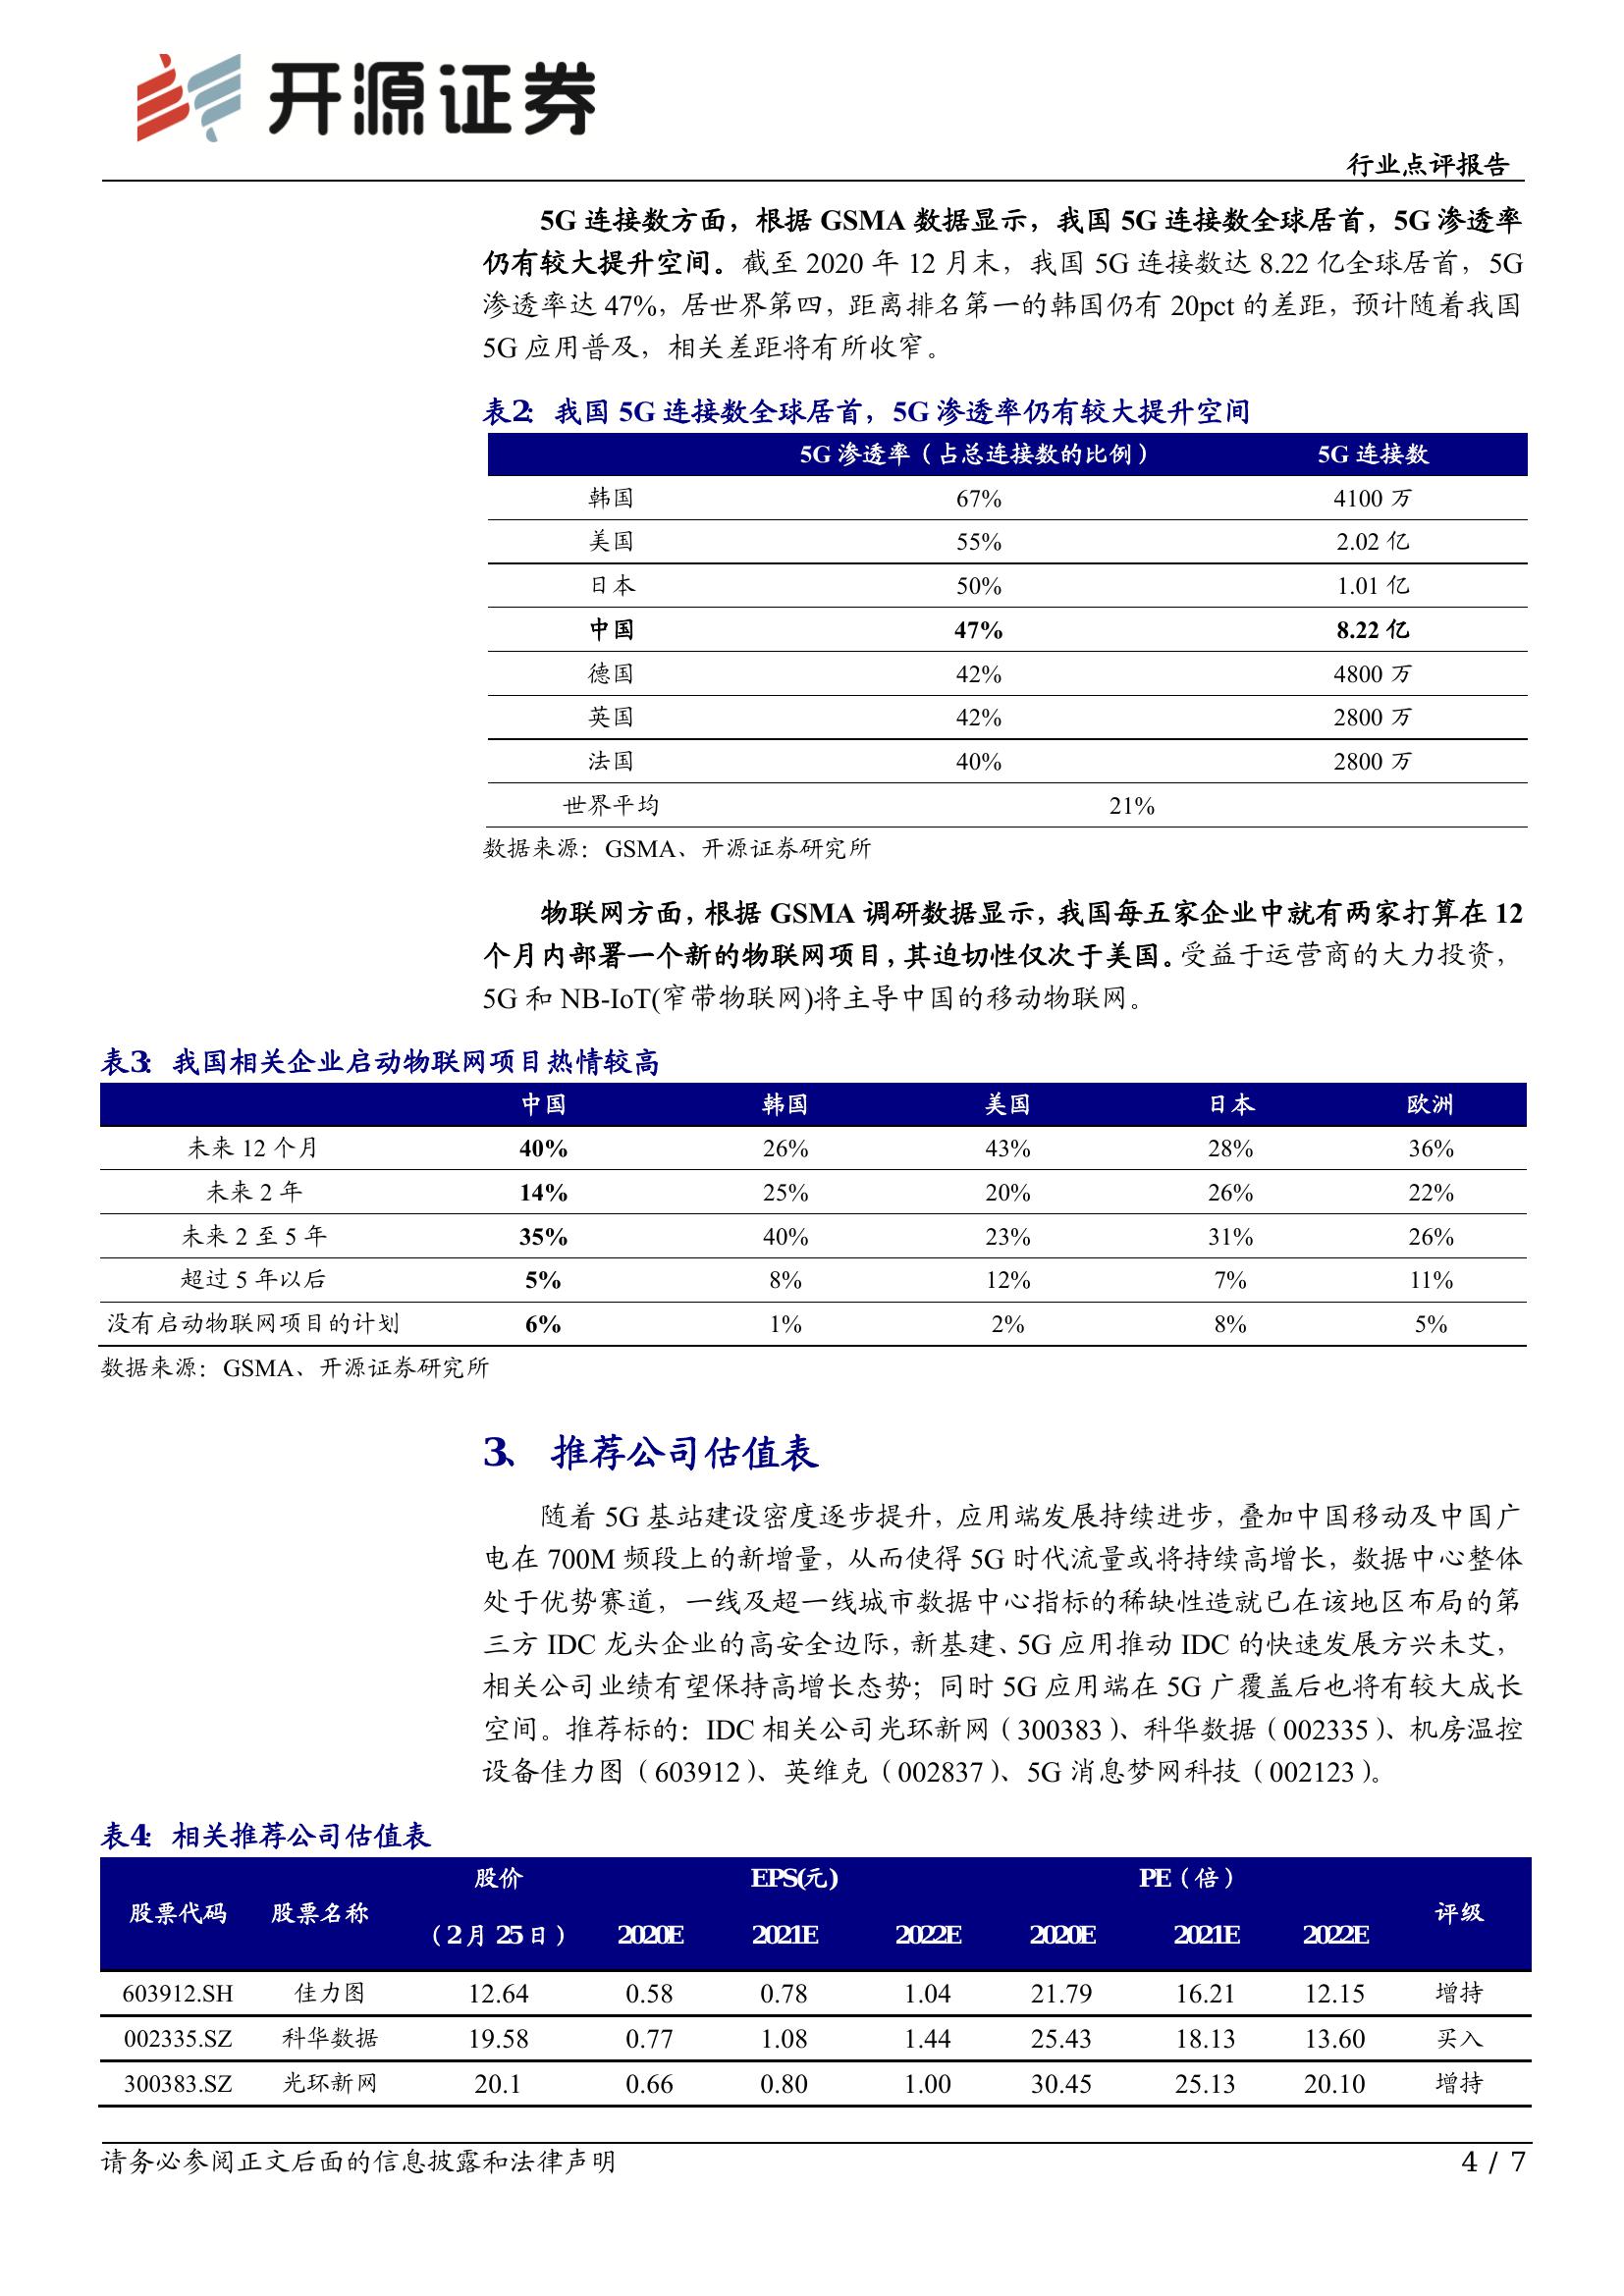 开源证券
行业点评报告
5G 连接数方面，根据 GSMA 数据显示，我国 5G 连接数全球居首，5G 渗透率
仍有较大提升空间。截至 2020 年 12 月末，我国 5G 连接数达 8.22 亿全球居首，5G
渗透率达 47%，居世界第四，距离排名第一的韩国仍有 20pct 的差距，预计随着我国
5G 应用普及，相关差距将有所收窄。
表2： 我国 5G 连接数全球居首，5G 渗透率仍有较大提升空间
5G 渗透率（占总连接数的比例） 5G 连接数
韩国 67% 4100 万
美国 55% 2.02 亿
日本 50% 1.01 亿
中国 47% 8.22 亿
德国 42% 4800 万
英国 42% 2800 万
法国 40% 2800 万
世界平均 21%
数据来源：GSMA、开源证券研究所
物联网方面，根据 GSMA 调研数据显示，我国每五家企业中就有两家打算在 12
个月内部署一个新的物联网项目，其迫切性仅次于美国。受益于运营商的大力投资，
5G 和 NB-IoT(窄带物联网)将主导中国的移动物联网。
表3： 我国相关企业启动物联网项目热情较高
中国 韩国 美国 日本 欧洲
未来 12 个月 40% 26% 43% 28% 36%
未来 2 年 14% 25% 20% 26% 22%
未来 2 至 5 年 35% 40% 23% 31% 26%
超过 5 年以后 5% 8% 12% 7% 11%
没有启动物联网项目的计划 6% 1% 2% 8% 5%
数据来源：GSMA、开源证券研究所
3、 推荐公司估值表
随着 5G 基站建设密度逐步提升，应用端发展持续进步，叠加中国移动及中国广
电在 700M 频段上的新增量，从而使得 5G 时代流量或将持续高增长，数据中心整体
处于优势赛道，一线及超一线城市数据中心指标的稀缺性造就已在该地区布局的第
三方 IDC 龙头企业的高安全边际，新基建、5G 应用推动 IDC 的快速发展方兴未艾，
相关公司业绩有望保持高增长态势；同时 5G 应用端在 5G 广覆盖后也将有较大成长
空间。推荐标的：IDC 相关公司光环新网（300383）、科华数据（002335）、机房温控
设备佳力图（603912）、英维克（002837）、5G 消息梦网科技（002123）。
表4： 相关推荐公司估值表
股票代码 股票名称 股价 EPS(元) PE（倍） 评级
（2 月 25 日） 2020E 2021E 2022E 2020E 2021E 2022E
603912.SH 佳力图 12.64 0.58 0.78 1.04 21.79 16.21 12.15 增持
002335.SZ 科华数据 19.58 0.77 1.08 1.44 25.43 18.13 13.60 买入
300383.SZ 光环新网 20.1 0.66 0.80 1.00 30.45 25.13 20.10 增持
请务必参阅正文后面的信息披露和法律声明 4 / 7